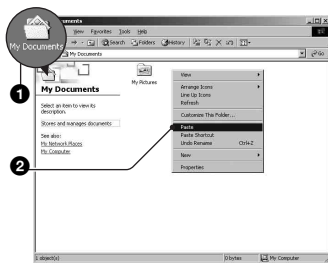 My Documents
uments
View Favorites Tools Help
Search Folders History
My Documents
Go
1
My Documents
Select an item to view its
description.
Stores and manages documents
See also:
My Network Places
My Computer
My Pictures
View
Arrange Icons
Line Up Icons
Refresh
Customize This Folder...
Paste
Paste Shortcut
Undo Rename Ctrl+Z
New
Properties
2
1 object(s) 0 bytes My Computer